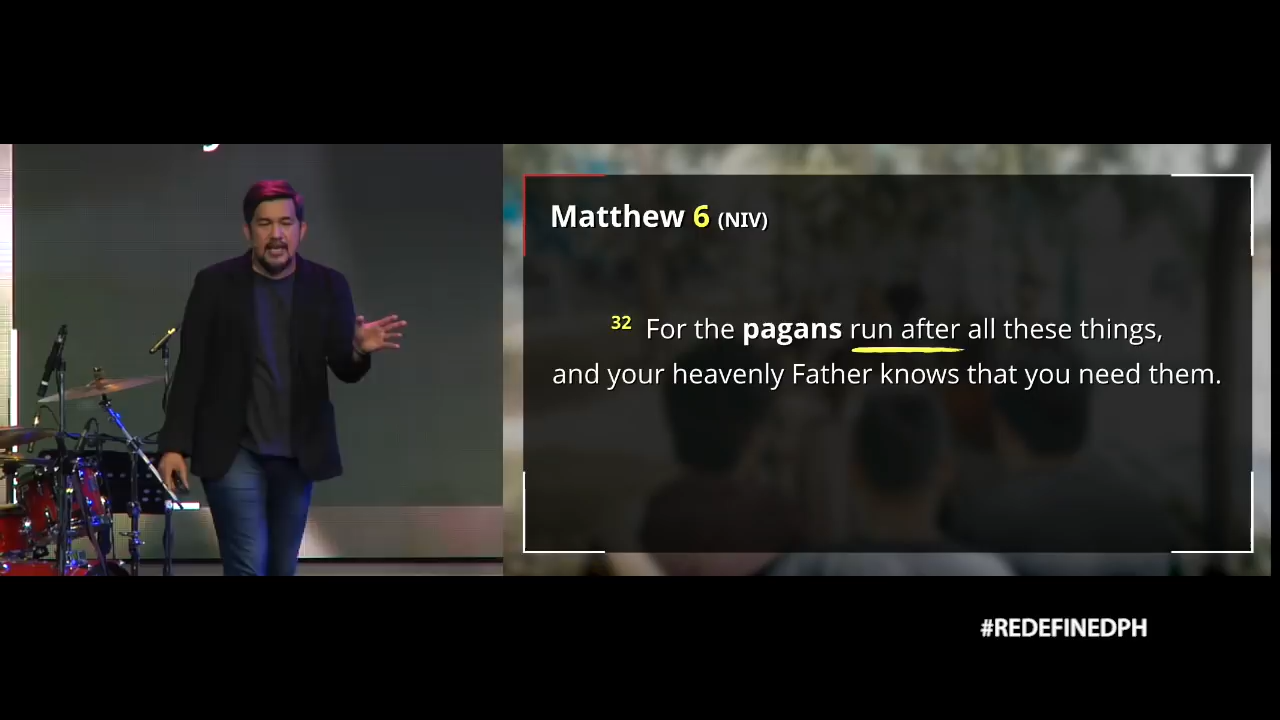 Matthew 6 (NIV)
32 For the pagans run after all these things,
and your heavenly Father knows that you need them.
#REDEFINEDPH